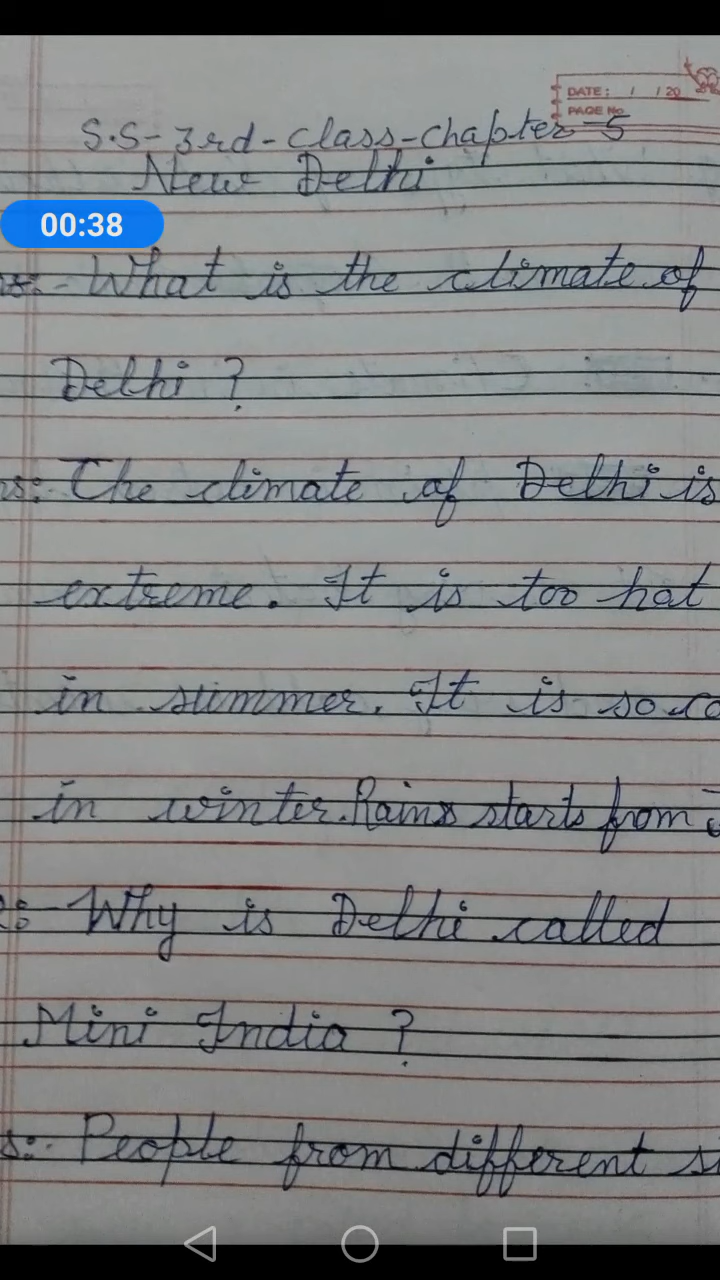 DATE: / / 20
PAGE No.
S.S-3rd-class-chapter-5
New Delhi
00:38
What is the climate of
Delhi ?
The climate of Delhi is
extreme. It is too hot
in summer. It is so
in winter. Rains starts from
Why is Delhi called
Mini India ?
People from different